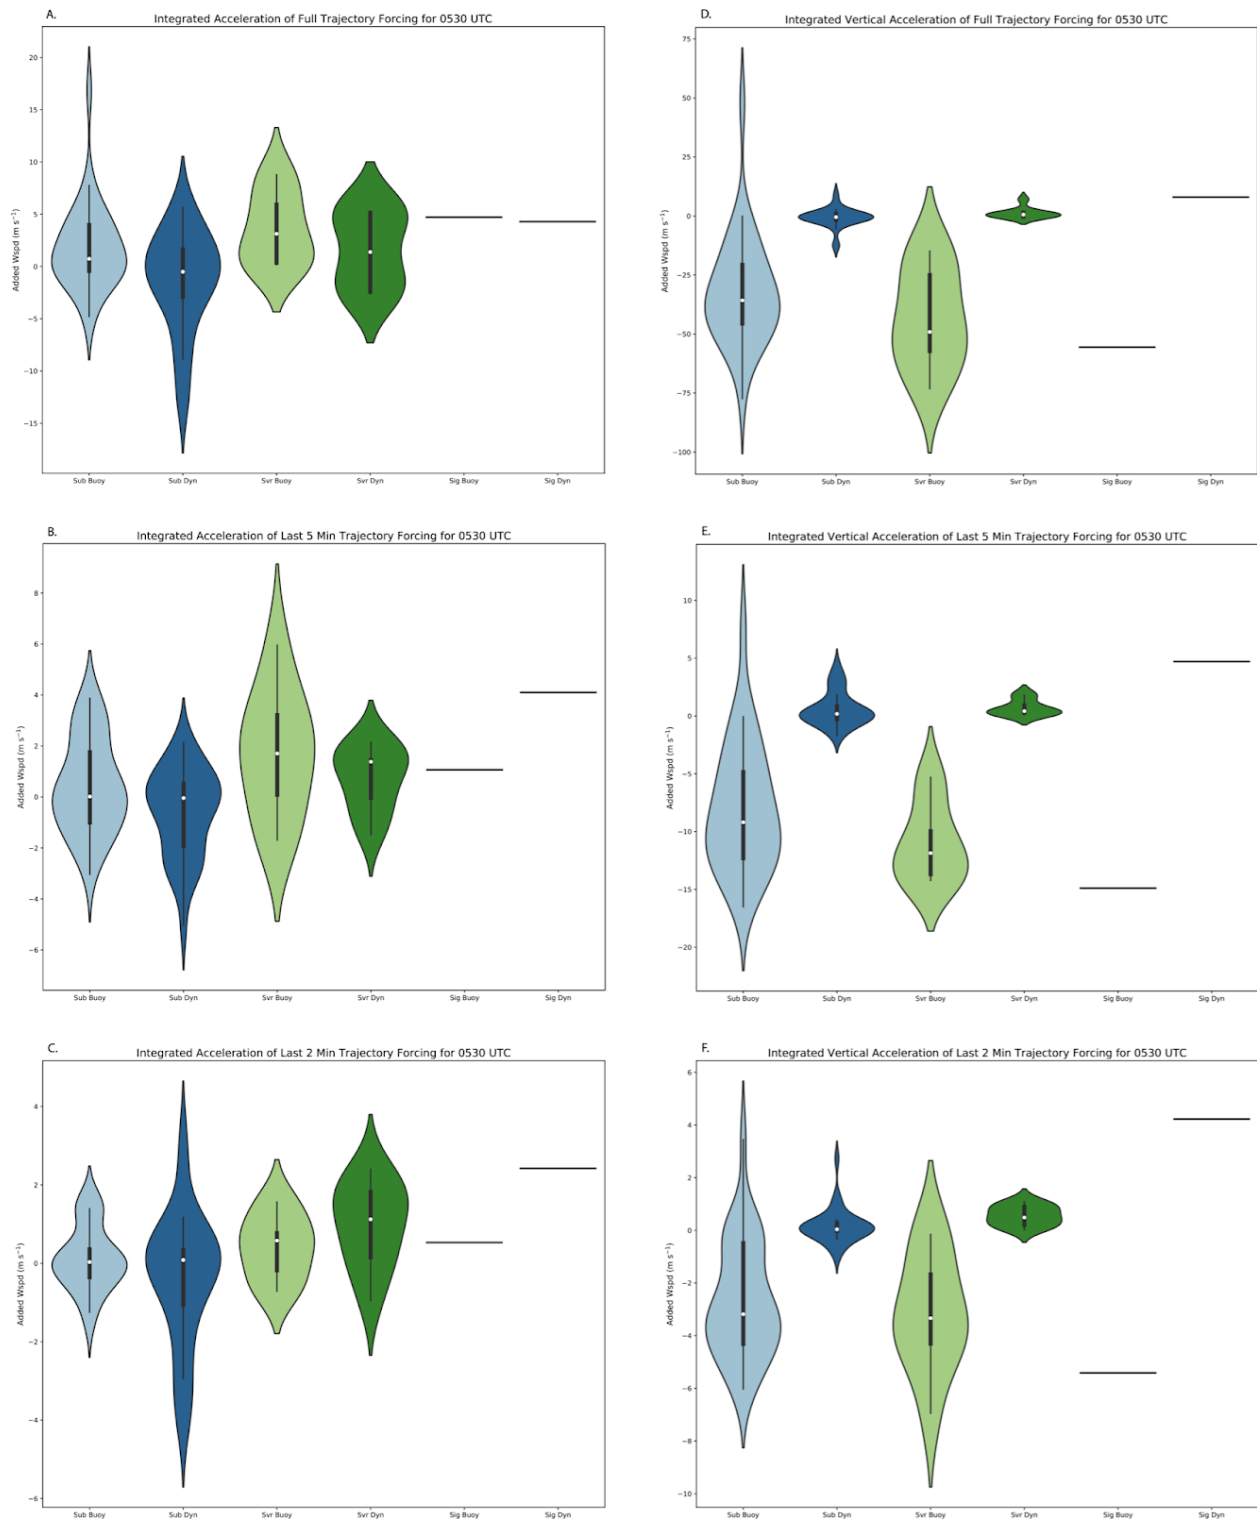 A.
Integrated Acceleration of Full Trajectory Forcing for 0530 UTC
Added Wspd (m s⁻¹)
20
15
10
5
0
−5
−10
−15
Sub Buoy Sub Dyn Svr Buoy Svr Dyn Sig Buoy Sig Dyn
D.
Integrated Vertical Acceleration of Full Trajectory Forcing for 0530 UTC
Added Wspd (m s⁻¹)
75
50
25
0
−25
−50
−75
−100
Sub Buoy Sub Dyn Svr Buoy Svr Dyn Sig Buoy Sig Dyn
B.
Integrated Acceleration of Last 5 Min Trajectory Forcing for 0530 UTC
Added Wspd (m s⁻¹)
8
6
4
2
0
−2
−4
−6
Sub Buoy Sub Dyn Svr Buoy Svr Dyn Sig Buoy Sig Dyn
E.
Integrated Vertical Acceleration of Last 5 Min Trajectory Forcing for 0530 UTC
Added Wspd (m s⁻¹)
10
5
0
−5
−10
−15
−20
Sub Buoy Sub Dyn Svr Buoy Svr Dyn Sig Buoy Sig Dyn
C.
Integrated Acceleration of Last 2 Min Trajectory Forcing for 0530 UTC
Added Wspd (m s⁻¹)
4
2
0
−2
−4
−6
Sub Buoy Sub Dyn Svr Buoy Svr Dyn Sig Buoy Sig Dyn
F.
Integrated Vertical Acceleration of Last 2 Min Trajectory Forcing for 0530 UTC
Added Wspd (m s⁻¹)
6
4
2
0
−2
−4
−6
−8
−10
Sub Buoy Sub Dyn Svr Buoy Svr Dyn Sig Buoy Sig Dyn